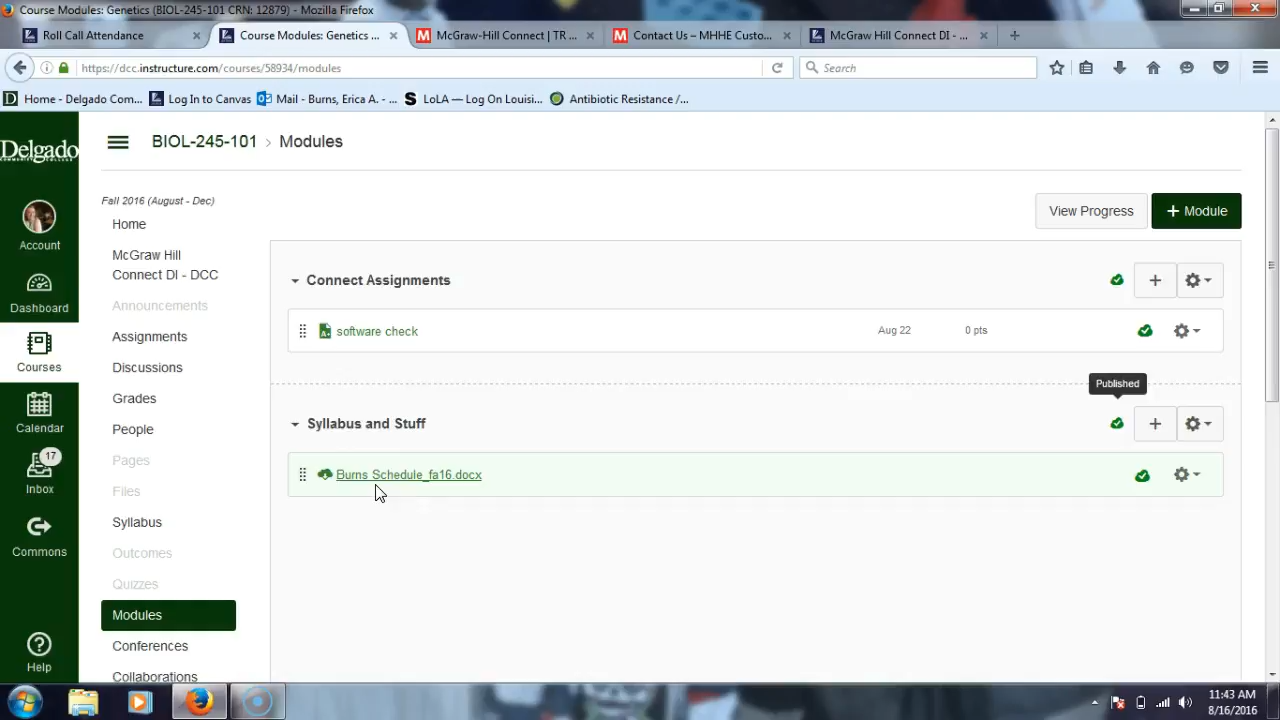 Course Modules: Genetics (BIOL-245-101 CRN: 12879) - Mozilla Firefox
Roll Call Attendance
Course Modules: Genetics ...
McGraw-Hill Connect | TR ...
Contact Us – MHHE Custo...
McGraw Hill Connect DI - ...
https://dcc.instructure.com/courses/58934/modules
Search
Home - Delgado Com...
Log In to Canvas
Mail - Burns, Erica A. - ...
LoLA — Log On Louisi...
Antibiotic Resistance /...
Delgado
COMMUNITY COLLEGE
Account
Dashboard
Courses
Calendar
17
Inbox
Commons
Help
BIOL-245-101 > Modules
Fall 2016 (August - Dec)
Home
McGraw Hill
Connect DI - DCC
Announcements
Assignments
Discussions
Grades
People
Pages
Files
Syllabus
Outcomes
Quizzes
Modules
Conferences
Collaborations
View Progress
+ Module
Connect Assignments
software check
Aug 22
0 pts
Published
Syllabus and Stuff
Burns Schedule_fa16.docx
11:43 AM
8/16/2016